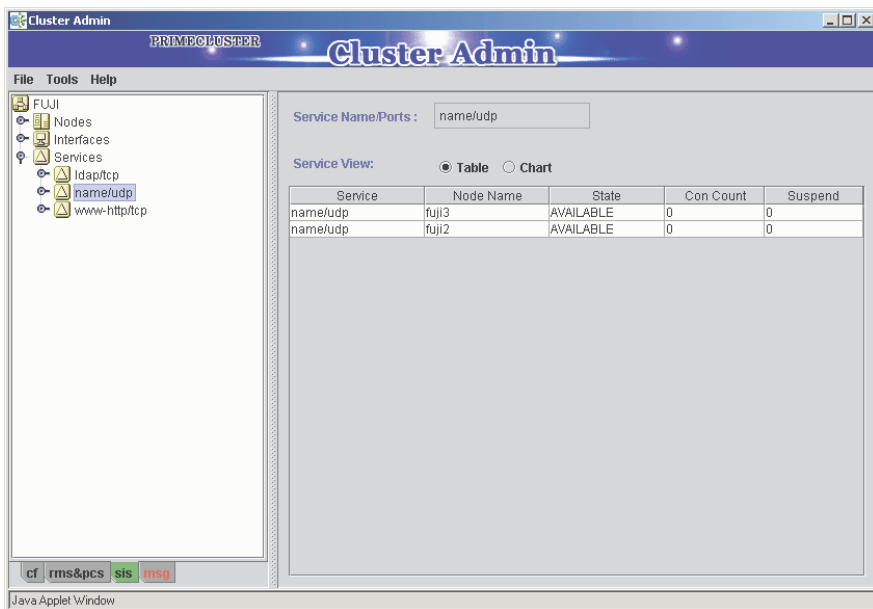 Cluster Admin
PRIMECLUSTER
Cluster Admin
File Tools Help
FUJI
Nodes
Interfaces
Services
ldap/tcp
name/udp
www-http/tcp
Service Name/Ports : name/udp
Service View: Table Chart
Service Node Name State Con Count Suspend
name/udp fuji3 AVAILABLE 0 0
name/udp fuji2 AVAILABLE 0 0
cf rms&pcs sis msg
Java Applet Window